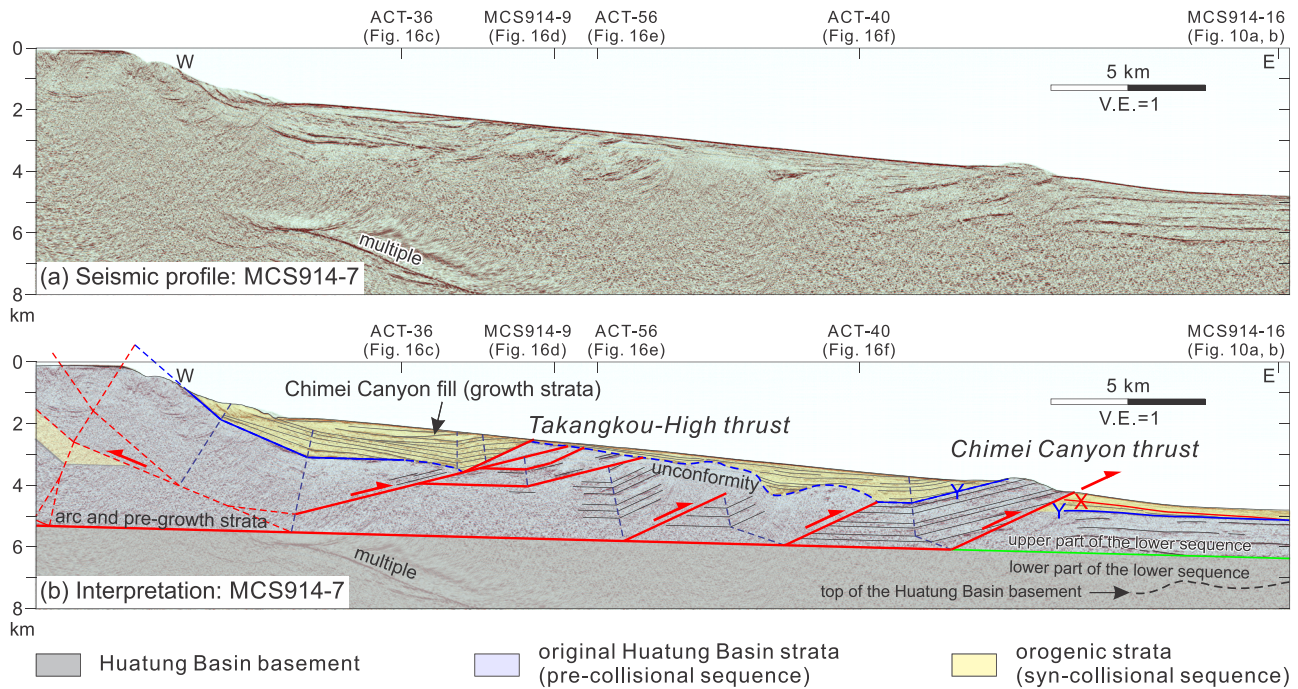 ACT-36 MCS914-9 ACT-56 ACT-40 MCS914-16
(Fig. 16c) (Fig. 16d) (Fig. 16e) (Fig. 16f) (Fig. 10a, b)
0
W
E
5 km
V.E.=1
2
4
6
multiple
(a) Seismic profile: MCS914-7
8
km
ACT-36 MCS914-9 ACT-56 ACT-40 MCS914-16
(Fig. 16c) (Fig. 16d) (Fig. 16e) (Fig. 16f) (Fig. 10a, b)
0
W
E
5 km
V.E.=1
Chimei Canyon fill (growth strata)
Takangkou-High thrust
Chimei Canyon thrust
2
unconformity
4
Y
X
Y
arc and pre-growth strata
upper part of the lower sequence
6
lower part of the lower sequence
multiple
top of the Huatung Basin basement
(b) Interpretation: MCS914-7
8
km
Huatung Basin basement
original Huatung Basin strata
(pre-collisional sequence)
orogenic strata
(syn-collisional sequence)